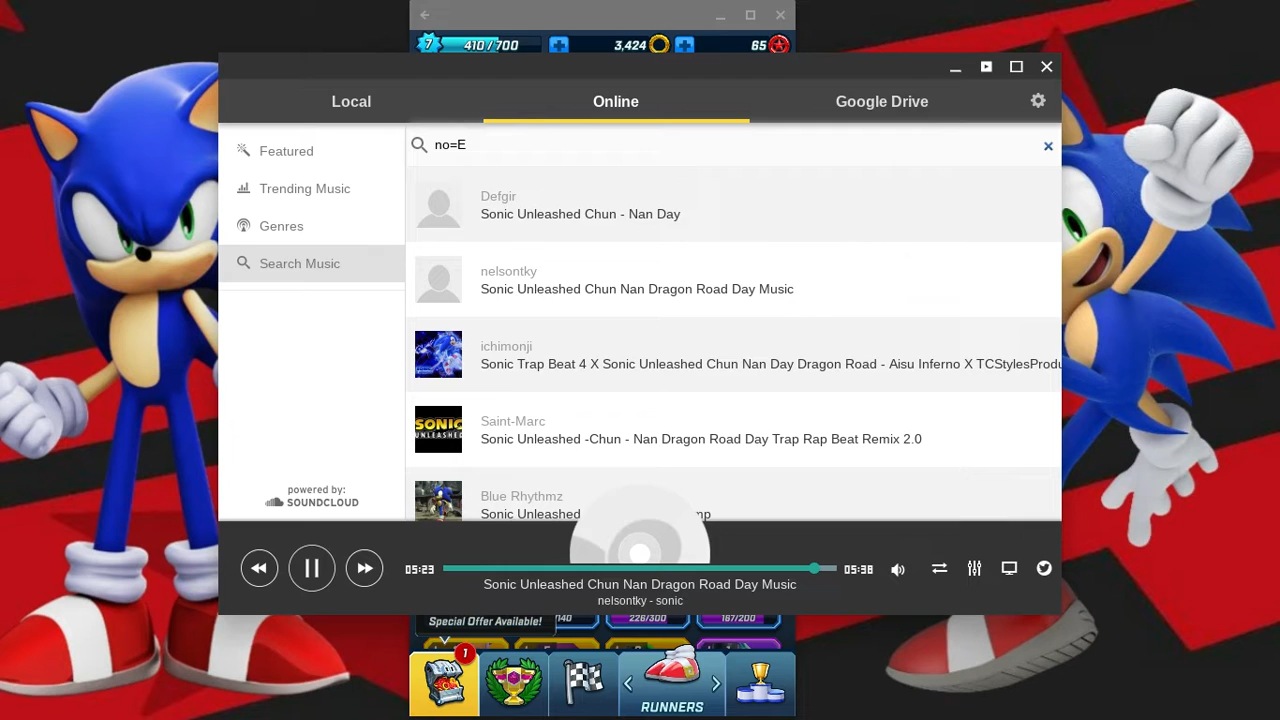 7
410 / 700
3,424
65
Local
Online
Google Drive
Featured
Trending Music
Genres
Search Music
no=E
Defgir
Sonic Unleashed Chun - Nan Day
nelsontky
Sonic Unleashed Chun Nan Dragon Road Day Music
ichimonji
Sonic Trap Beat 4 X Sonic Unleashed Chun Nan Day Dragon Road - Aisu Inferno X TCStylesProdu
SONIC
UNLEASHED
Saint-Marc
Sonic Unleashed -Chun - Nan Dragon Road Day Trap Rap Beat Remix 2.0
Blue Rhythmz
Sonic Unleashed
powered by:
SOUNDCLOUD
05:23
05:38
Sonic Unleashed Chun Nan Dragon Road Day Music
nelsontky - sonic
Special Offer Available!
140
228/300
167/200
1
RUNNERS